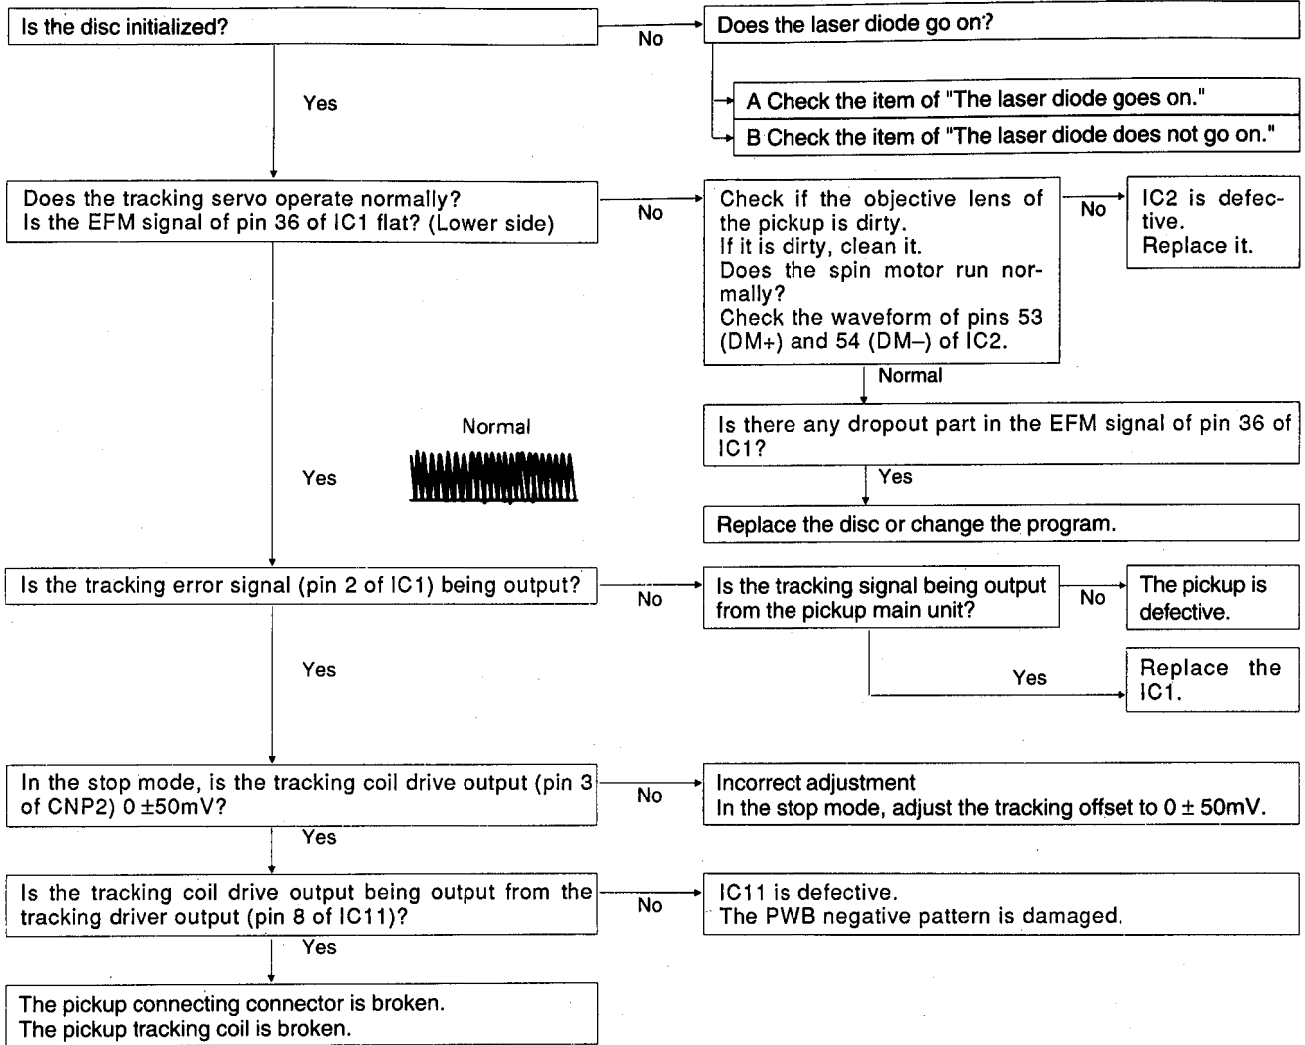 Is the disc initialized?
No
Does the laser diode go on?
Yes
A Check the item of "The laser diode goes on."
B Check the item of "The laser diode does not go on."
Does the tracking servo operate normally?
Is the EFM signal of pin 36 of IC1 flat? (Lower side)
No
Check if the objective lens of
the pickup is dirty.
If it is dirty, clean it.
Does the spin motor run nor-
mally?
Check the waveform of pins 53
(DM+) and 54 (DM–) of IC2.
No
IC2 is defec-
tive.
Replace it.
Normal
Is there any dropout part in the EFM signal of pin 36 of
IC1?
Normal
Yes
Yes
Replace the disc or change the program.
Is the tracking error signal (pin 2 of IC1) being output?
No
Is the tracking signal being output
from the pickup main unit?
No
The pickup is
defective.
Yes
Yes
Replace the
IC1.
In the stop mode, is the tracking coil drive output (pin 3
of CNP2) 0 ±50mV?
No
Incorrect adjustment
In the stop mode, adjust the tracking offset to 0 ± 50mV.
Yes
Is the tracking coil drive output being output from the
tracking driver output (pin 8 of IC11)?
No
IC11 is defective.
The PWB negative pattern is damaged.
Yes
The pickup connecting connector is broken.
The pickup tracking coil is broken.